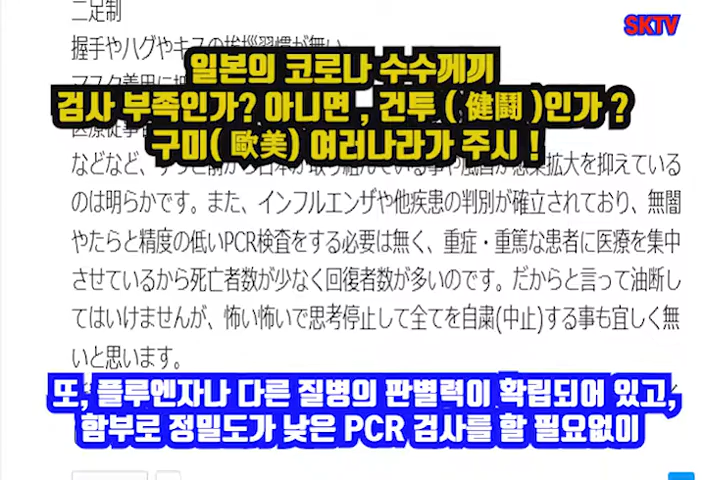 二足制
SKTV
握手やハグやキスの挨拶習慣が無い
일본의 코로나 수수께끼
검사 부족인가? 아니면 , 건투 ( 健闘 )인가 ?
구미( 歐美) 여러나라가 주시 !
などなど、
拡大を抑えている
のは明らかです。また、インフルエンザや他疾患の判別が確立されており、無闇
やたらと精度の低いPCR検査をする必要は無く、重症・重篤な患者に医療を集中
させているから死亡者数が少なく回復者数が多いのです。だからと言って油断し
てはいけませんが、怖い怖いで思考停止して全てを自粛(中止)する事も宜しく無
いと思います。
또, 플루엔자나 다른 질병의 판별력이 확립되어 있고,
함부로 정밀도가 낮은 PCR 검사를 할 필요없이